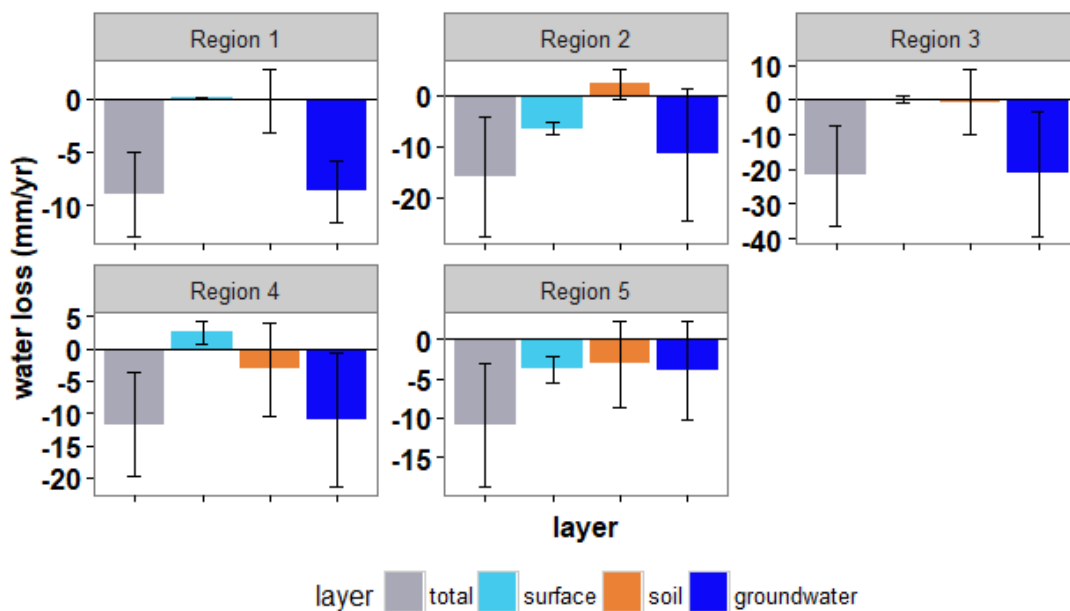 Region 1
Region 2
Region 3
0
-5
-10
0
-10
-20
10
0
-10
-20
-30
-40
water loss (mm/yr)
Region 4
Region 5
5
0
-5
-10
-15
-20
0
-5
-10
-15
layer
layer total surface soil groundwater